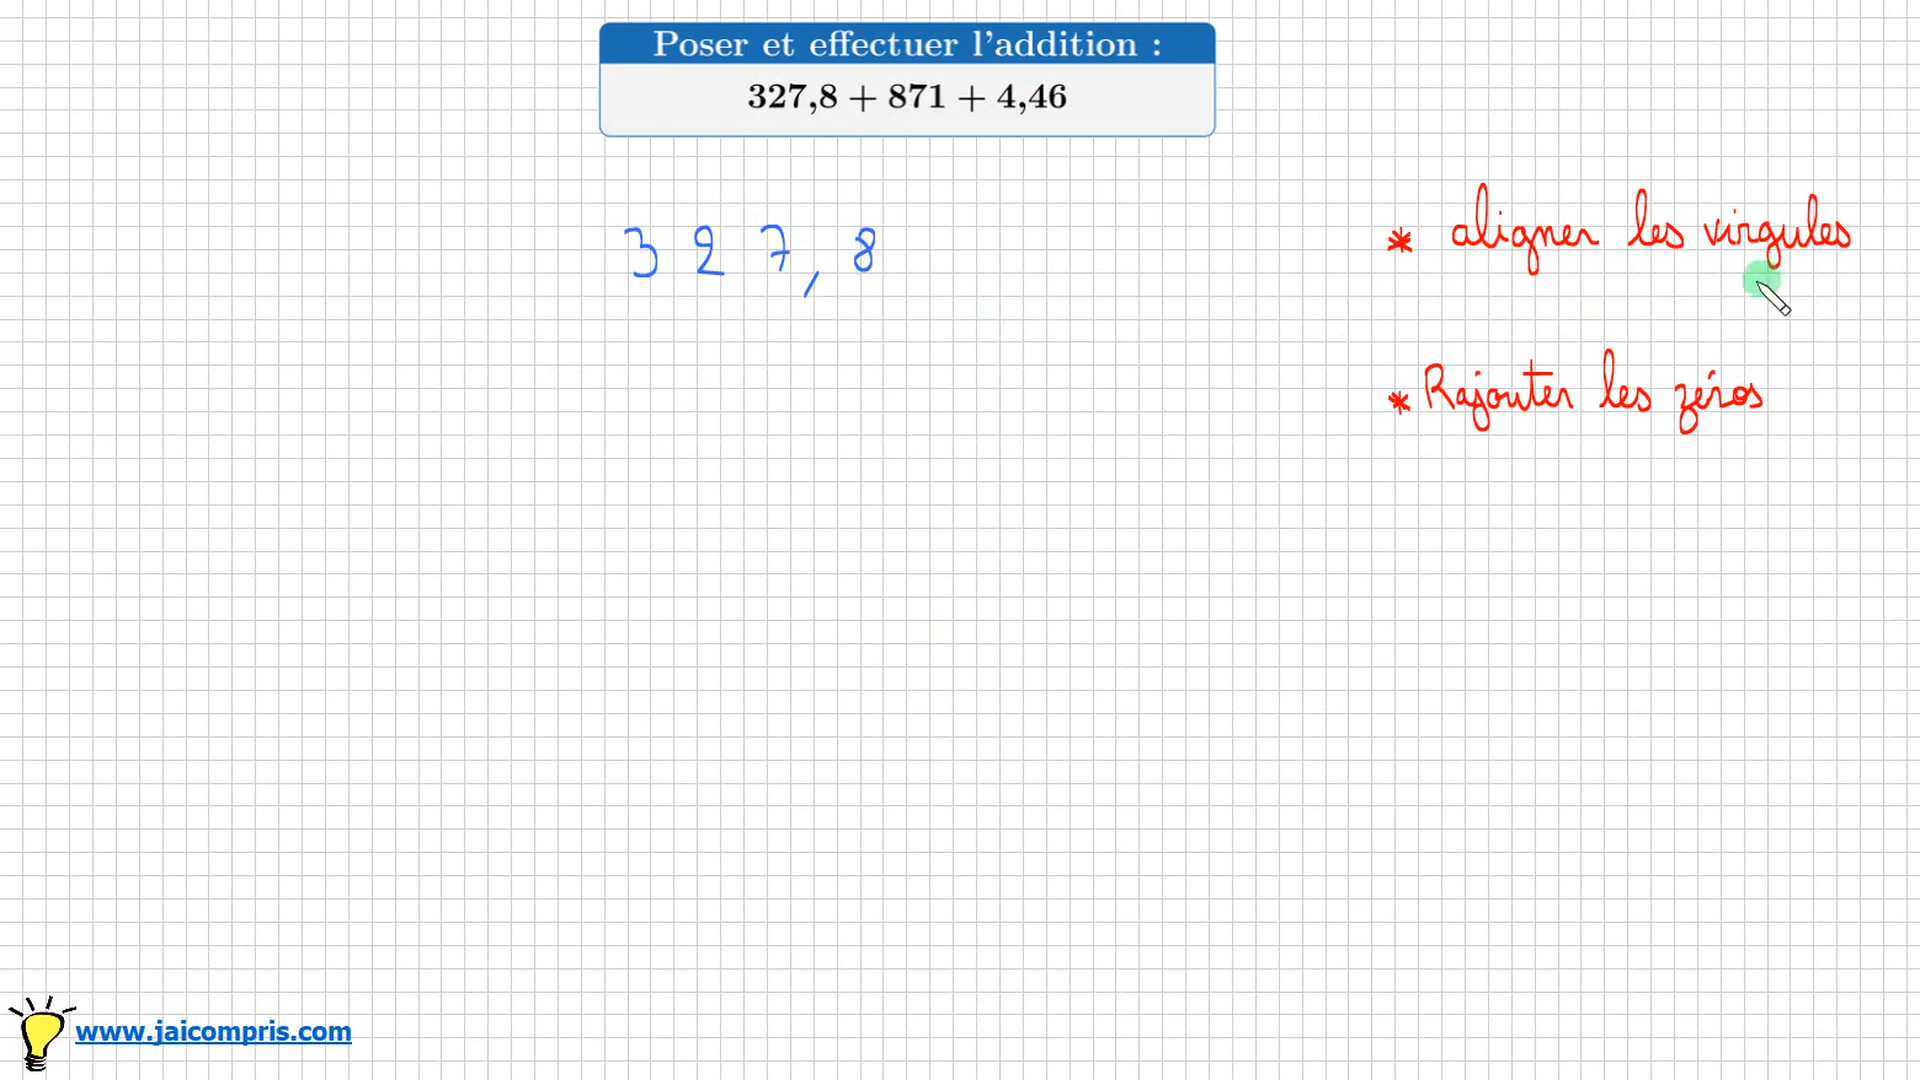 Poser et effectuer l'addition :
327,8 + 871 + 4,46
3 2 7, 8
* aligner les virgules
* Rajouter les zéros
www.jaicompris.com